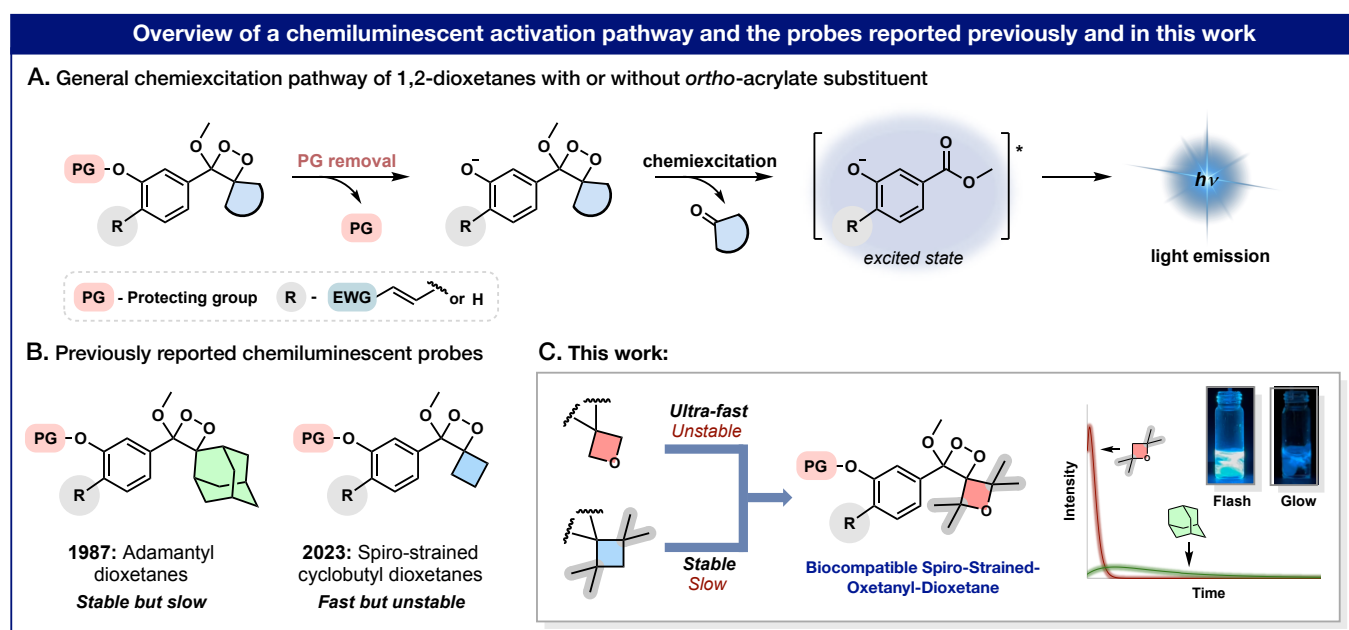 Overview of a chemiluminescent activation pathway and the probes reported previously and in this work
A. General chemiexcitation pathway of 1,2-dioxetanes with or without ortho-acrylate substituent
PG O O O O R
PG removal
PG
O⁻ O O O R
chemiexcitation
O
O⁻ O O R
*
excited state
hν
light emission
PG - Protecting group R - EWG or H
B. Previously reported chemiluminescent probes
PG O O O O R
1987: Adamantyl
dioxetanes
Stable but slow
PG O O O O R
2023: Spiro-strained
cyclobutyl dioxetanes
Fast but unstable
C. This work:
O
Ultra-fast
Unstable
Stable
Slow
PG O O O O O R
Biocompatible Spiro-Strained-
Oxetanyl-Dioxetane
Intensity
O
Time
Flash
Glow